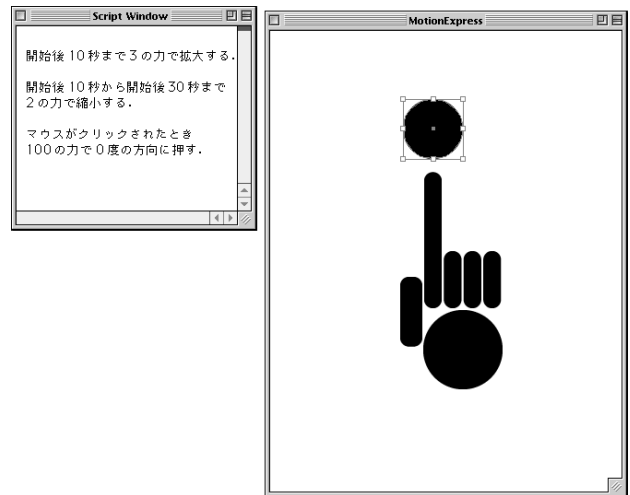 Script Window
開始後10秒まで3の力で拡大する.
開始後10秒から開始後30秒まで
2の力で縮小する.
マウスがクリックされたとき
100の力で0度の方向に押す.
MotionExpress